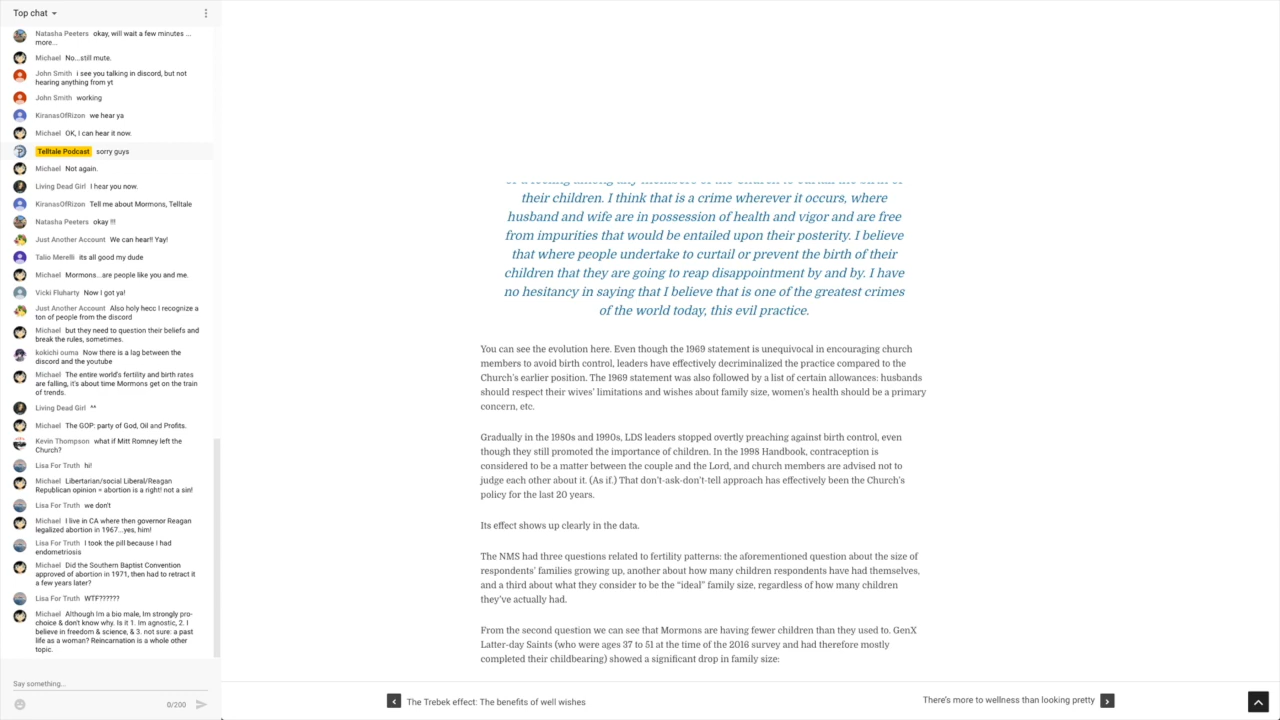 Top chat
Natasha Peeters okay, will wait a few minutes ...
more...
Michael No...still mute.
John Smith i see you talking in discord, but not
hearing anything from yt
John Smith working
KiranasOfRizon we hear ya
Michael OK, I can hear it now.
Telltale Podcast sorry guys
Michael Not again.
Living Dead Girl I hear you now.
KiranasOfRizon Tell me about Mormons, Telltale
Natasha Peeters okay !!!
Just Another Account We can hear!! Yay!
Talio Merelli its all good my dude
Michael Mormons...are people like you and me.
Vicki Fluharty Now I got ya!
Just Another Account Also holy hecc I recognize a
ton of people from the discord
Michael but they need to question their beliefs and
break the rules, sometimes.
kokichi ouma Now there is a lag between the
discord and the youtube
Michael The entire world's fertility and birth rates
are falling, it's about time Mormons get on the train
of trends.
Living Dead Girl ^^
Michael The GOP: party of God, Oil and Profits.
Kevin Thompson what if Mitt Romney left the
Church?
Lisa For Truth hi!
Michael Libertarian/social Liberal/Reagan
Republican opinion = abortion is a right! not a sin!
Lisa For Truth we don't
Michael I live in CA where then governor Reagan
legalized abortion in 1967...yes, him!
Lisa For Truth I took the pill because I had
endometriosis
Michael Did the Southern Baptist Convention
approved of abortion in 1971, then had to retract it
a few years later?
Lisa For Truth WTF??????
Michael Although I'm a bio male, Im strongly pro-
choice & don't know why. Is it 1. Im agnostic, 2. I
believe in freedom & science, & 3. not sure: a past
life as a woman? Reincarnation is a whole other
topic.
Say something...
0/200
of a feeling among any members of the Church to curtail the birth of
their children. I think that is a crime wherever it occurs, where
husband and wife are in possession of health and vigor and are free
from impurities that would be entailed upon their posterity. I believe
that where people undertake to curtail or prevent the birth of their
children that they are going to reap disappointment by and by. I have
no hesitancy in saying that I believe that is one of the greatest crimes
of the world today, this evil practice.
You can see the evolution here. Even though the 1969 statement is unequivocal in encouraging church
members to avoid birth control, leaders have effectively decriminalized the practice compared to the
Church's earlier position. The 1969 statement was also followed by a list of certain allowances: husbands
should respect their wives' limitations and wishes about family size, women's health should be a primary
concern, etc.
Gradually in the 1980s and 1990s, LDS leaders stopped overtly preaching against birth control, even
though they still promoted the importance of children. In the 1998 Handbook, contraception is
considered to be a matter between the couple and the Lord, and church members are advised not to
judge each other about it. (As if.) That don't-ask-don't-tell approach has effectively been the Church's
policy for the last 20 years.
Its effect shows up clearly in the data.
The NMS had three questions related to fertility patterns: the aforementioned question about the size of
respondents' families growing up, another about how many children respondents have had themselves,
and a third about what they consider to be the “ideal” family size, regardless of how many children
they've actually had.
From the second question we can see that Mormons are having fewer children than they used to. GenX
Latter-day Saints (who were ages 37 to 51 at the time of the 2016 survey and had therefore mostly
completed their childbearing) showed a significant drop in family size:
The Trebek effect: The benefits of well wishes
There's more to wellness than looking pretty